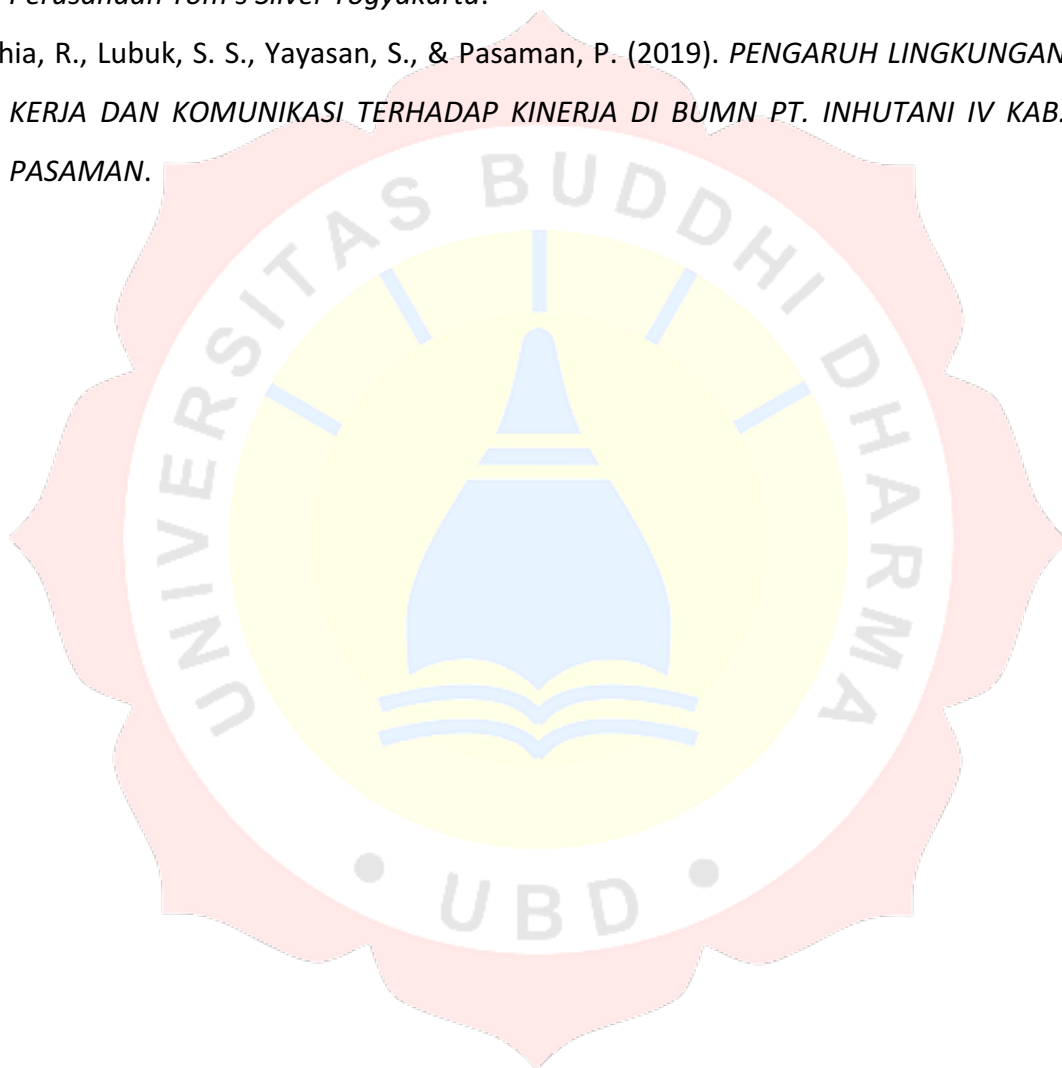 Perusahaan Tom's Silver Yogyakarta.
hia, R., Lubuk, S. S., Yayasan, S., & Pasaman, P. (2019). PENGARUH LINGKUNGAN
KERJA DAN KOMUNIKASI TERHADAP KINERJA DI BUMN PT. INHUTANI IV KAB.
PASAMAN.
UNIVERSITAS BUDDHI DHARMA
• UBD •